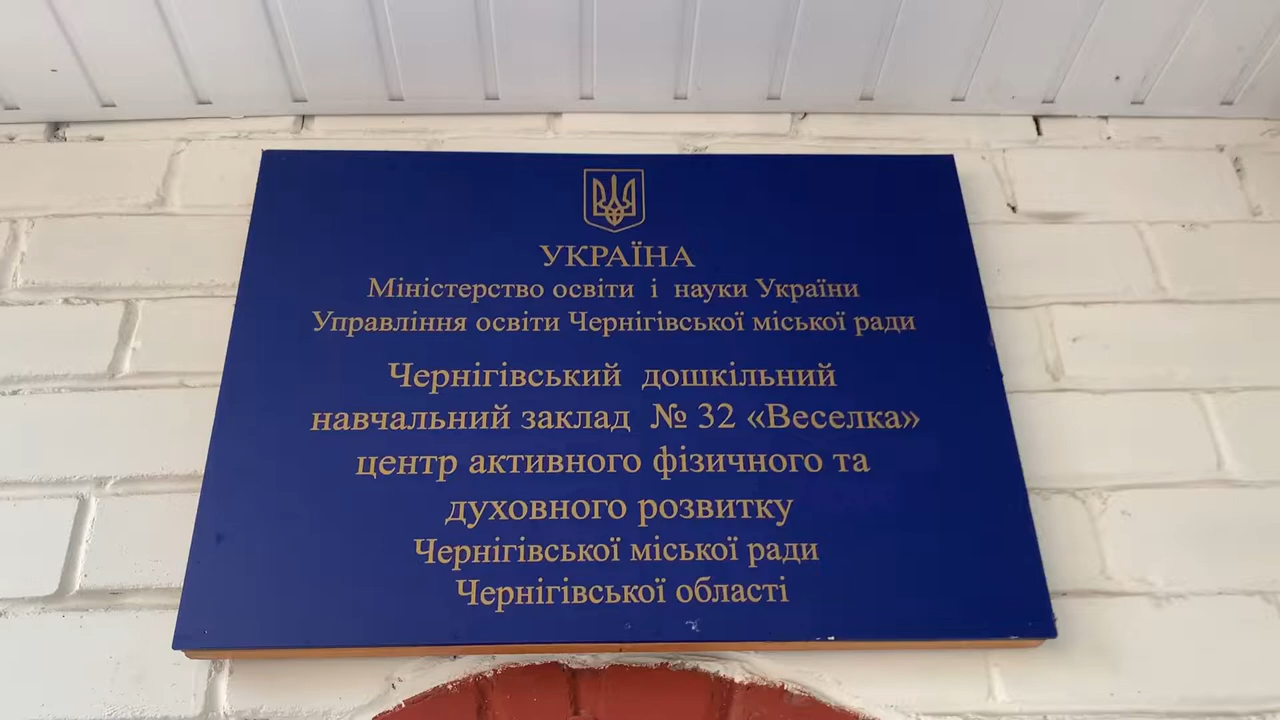 УКРАЇНА
Міністерство освіти і науки України
Управління освіти Чернігівської міської ради
Чернігівський дошкільний
навчальний заклад № 32 «Веселка»
центр активного фізичного та
духовного розвитку
Чернігівської міської ради
Чернігівської області